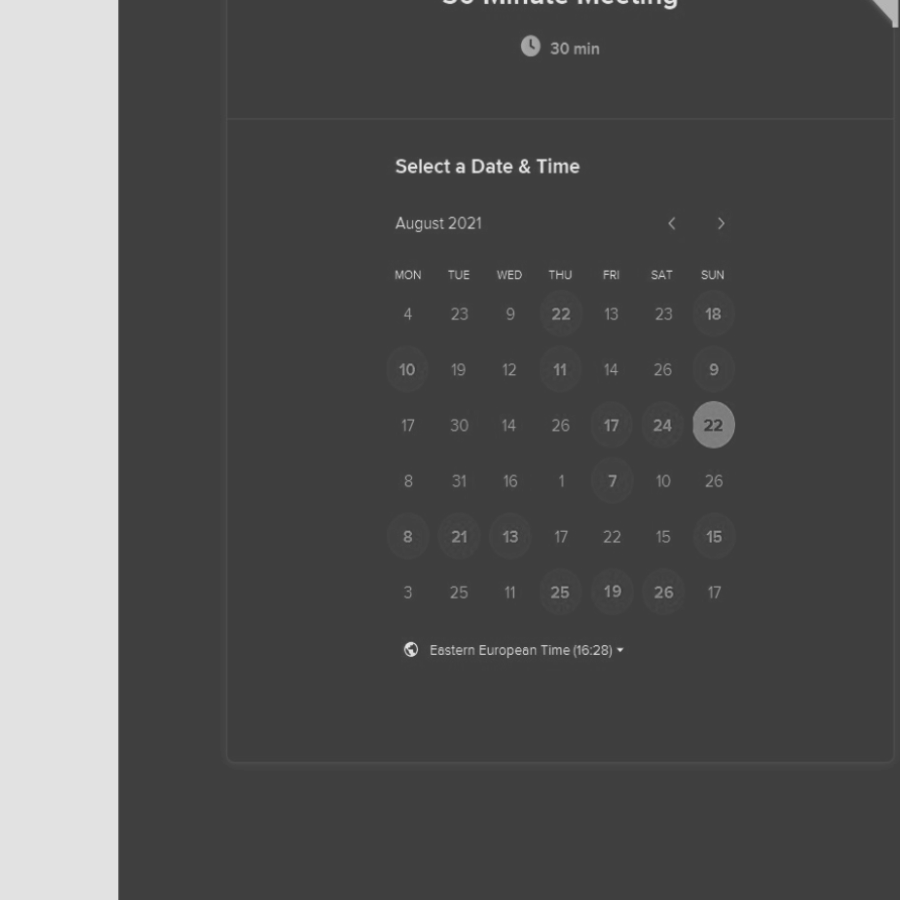 30 Minute Meeting
30 min
Select a Date & Time
August 2021
MON TUE WED THU FRI SAT SUN
4 23 9 22 13 23 18
10 19 12 11 14 26 9
17 30 14 26 17 24 22
8 31 16 1 7 10 26
8 21 13 17 22 15 15
3 25 11 25 19 26 17
Eastern European Time (16:28)